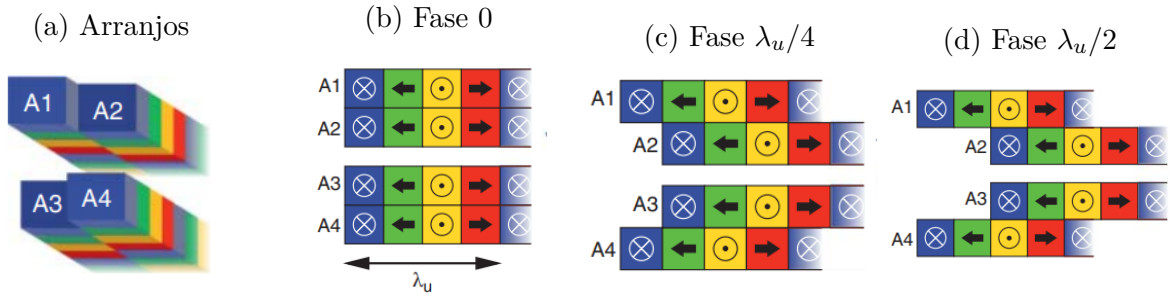 (a) Arranjos
A1
A2
A3
A4
(b) Fase 0
A1
A2
A3
A4
λu
(c) Fase λu/4
A1
A2
A3
A4
(d) Fase λu/2
A1
A2
A3
A4